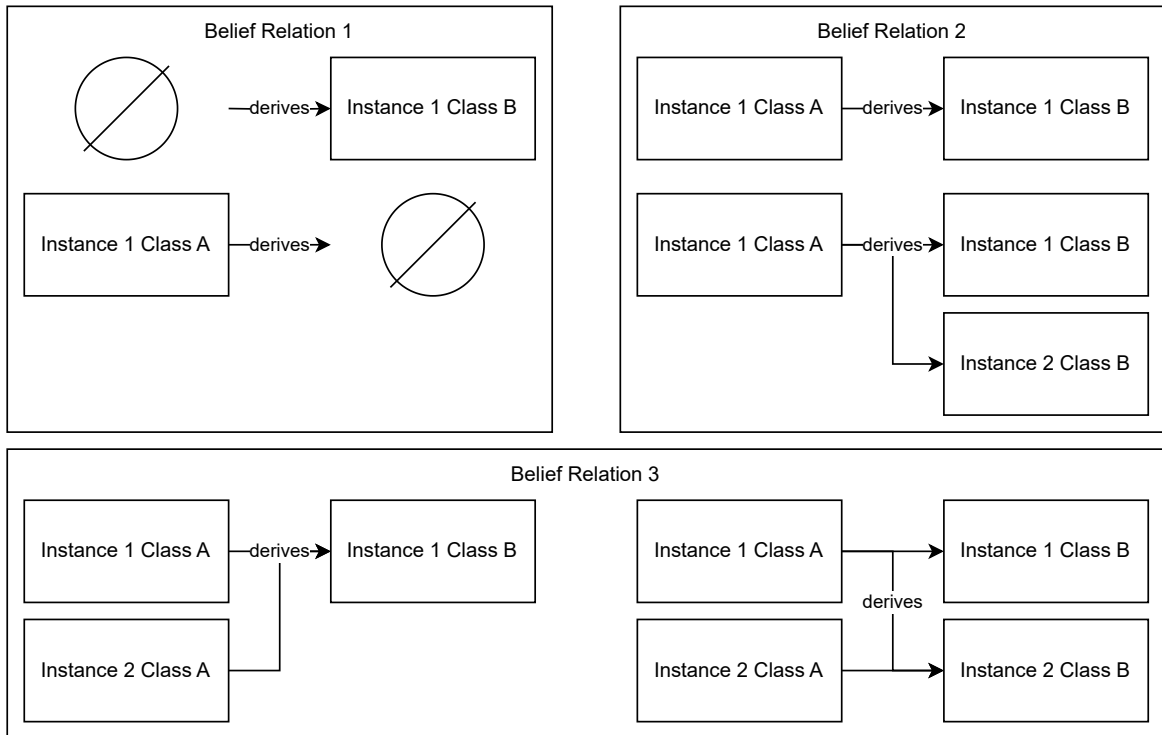 Belief Relation 1
derives
Instance 1 Class B
Instance 1 Class A
derives
Belief Relation 2
Instance 1 Class A
derives
Instance 1 Class B
Instance 1 Class A
derives
Instance 1 Class B
Instance 2 Class B
Belief Relation 3
Instance 1 Class A
derives
Instance 1 Class B
Instance 2 Class A
Instance 1 Class A
Instance 1 Class B
derives
Instance 2 Class A
Instance 2 Class B